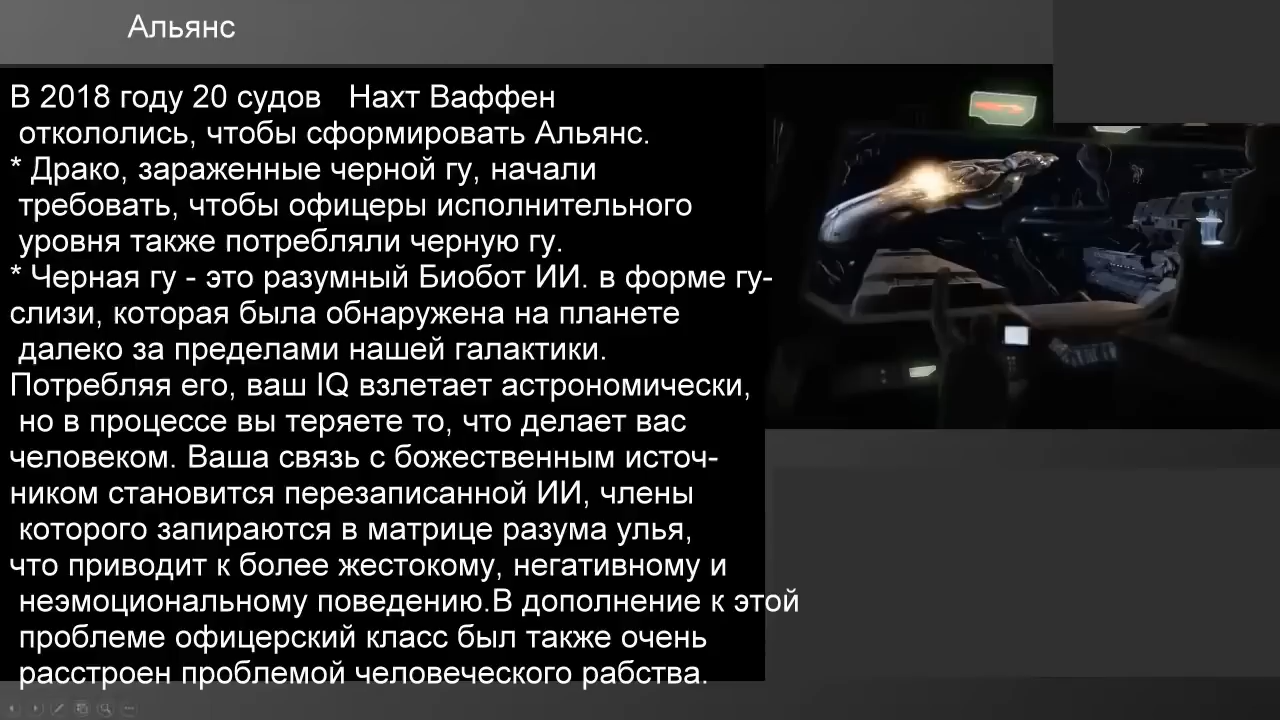 Альянс
В 2018 году 20 судов Нахт Ваффен
откололись, чтобы сформировать Альянс.
* Драко, зараженные черной гу, начали
требовать, чтобы офицеры исполнительного
уровня также потребляли черную гу.
* Черная гу - это разумный Биобот ИИ. в форме гу-
слизи, которая была обнаружена на планете
далеко за пределами нашей галактики.
Потребляя его, ваш IQ взлетает астрономически,
но в процессе вы теряете то, что делает вас
человеком. Ваша связь с божественным источ-
ником становится перезаписанной ИИ, члены
которого запираются в матрице разума улья,
что приводит к более жестокому, негативному и
неэмоциональному поведению.В дополнение к этой
проблеме офицерский класс был также очень
расстроен проблемой человеческого рабства.